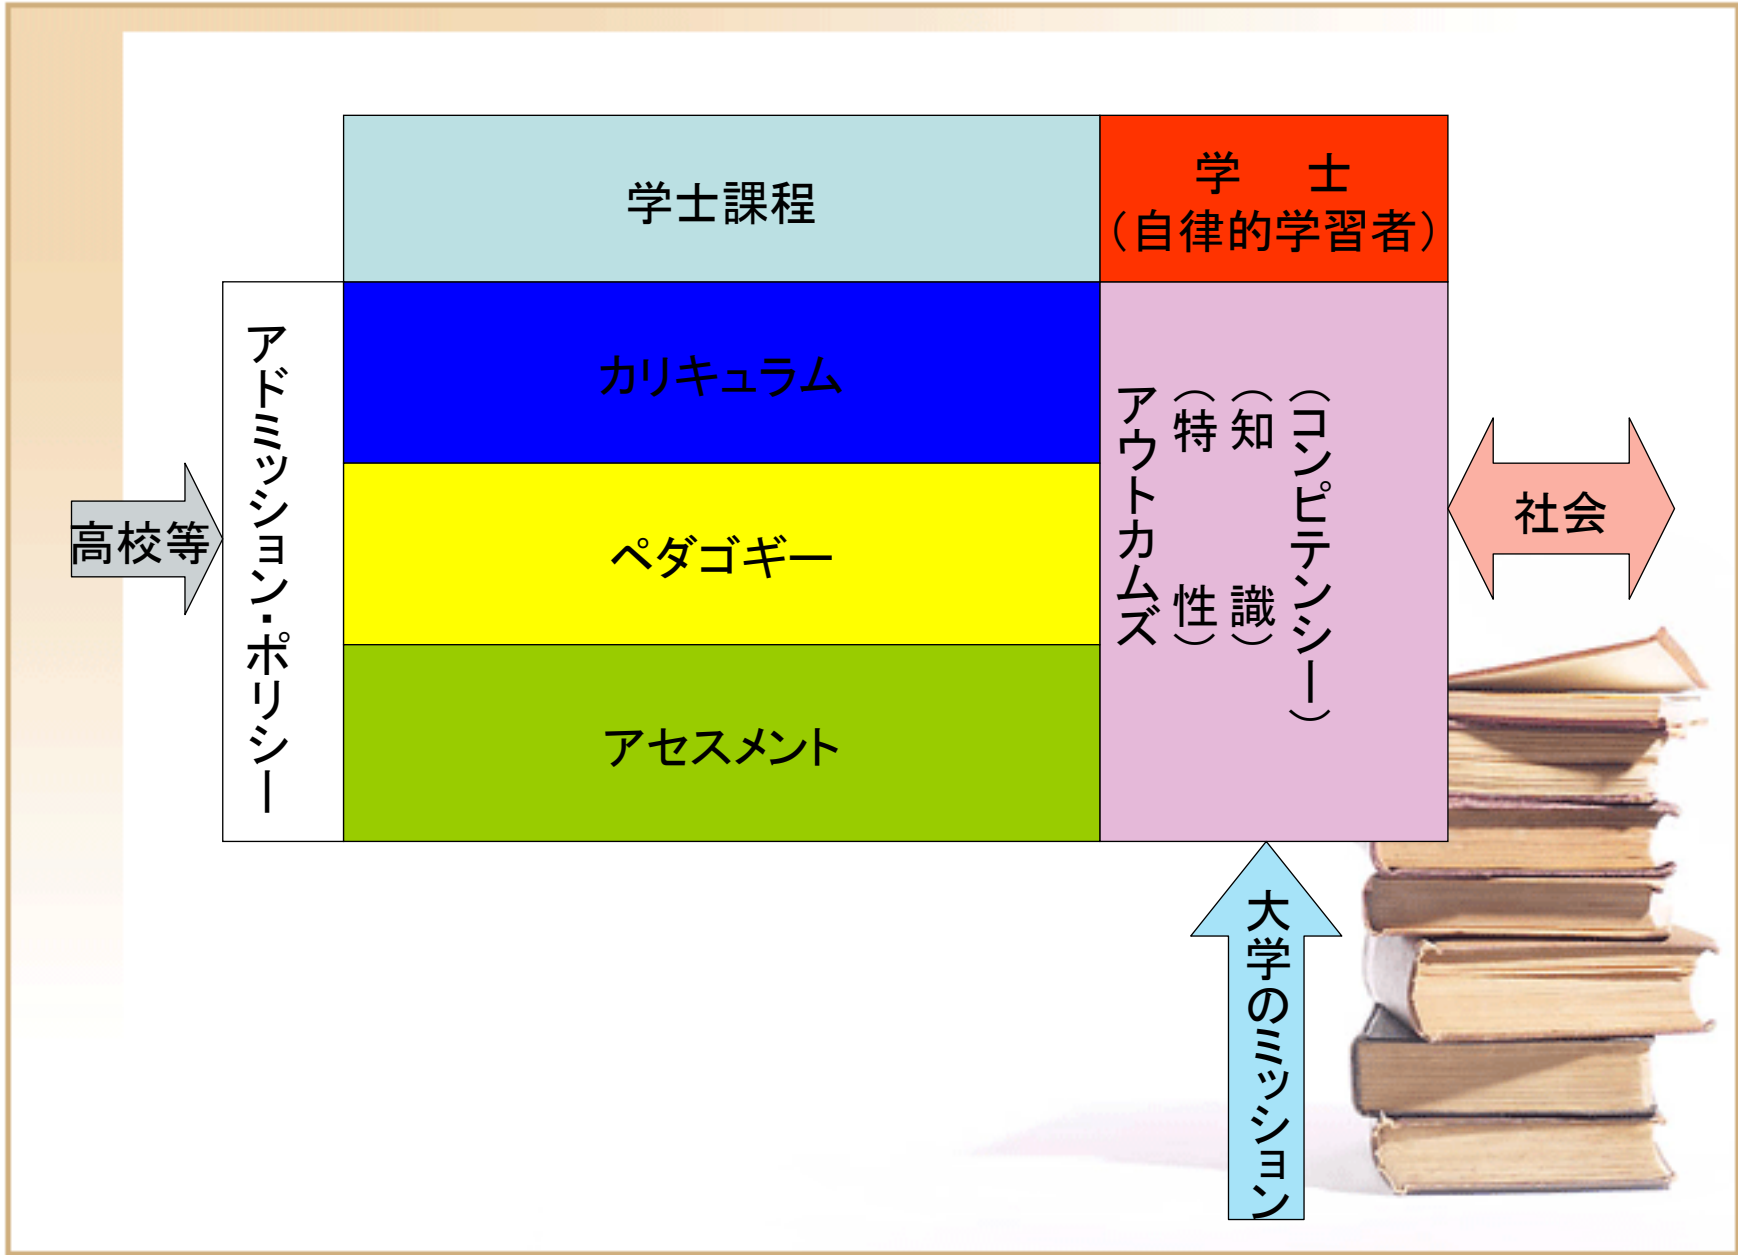 学　士課程
学　　士
（自律的学習者）
高校等
アドミッション・ポリシー
カリキュラム
ペダゴギー
アセスメント
（コンピテンシー）
（知　　識）
（特　　性）
アウトカムズ
社会
大学のミッション